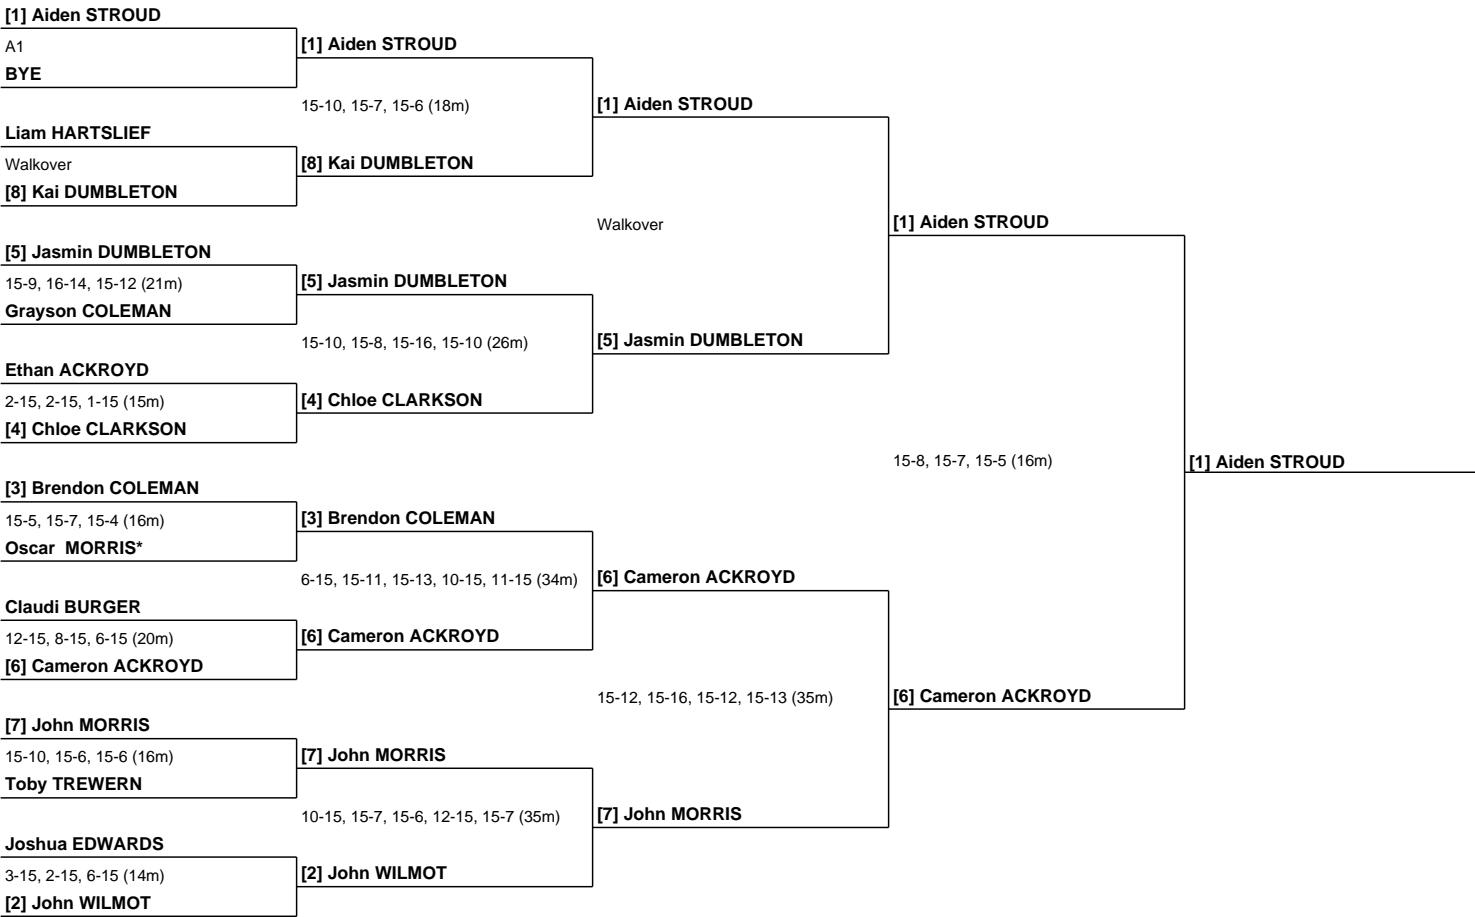 [1] Aiden STROUD
A1
BYE
Liam HARTSLIEF
Walkover
[8] Kai DUMBLETON
[5] Jasmin DUMBLETON
15-9, 16-14, 15-12 (21m)
Grayson COLEMAN
Ethan ACKROYD
2-15, 2-15, 1-15 (15m)
[4] Chloe CLARKSON
[3] Brendon COLEMAN
15-5, 15-7, 15-4 (16m)
Oscar  MORRIS*
Claudi BURGER
12-15, 8-15, 6-15 (20m)
[6] Cameron ACKROYD
[7] John MORRIS
15-10, 15-6, 15-6 (16m)
Toby TREWERN
Joshua EDWARDS
3-15, 2-15, 6-15 (14m)
[2] John WILMOT
[1] Aiden STROUD
15-10, 15-7, 15-6 (18m)
[8] Kai DUMBLETON
[5] Jasmin DUMBLETON
15-10, 15-8, 15-16, 15-10 (26m)
[4] Chloe CLARKSON
[3] Brendon COLEMAN
6-15, 15-11, 15-13, 10-15, 11-15 (34m)
[6] Cameron ACKROYD
[7] John MORRIS
10-15, 15-7, 15-6, 12-15, 15-7 (35m)
[2] John WILMOT
[1] Aiden STROUD
Walkover
[5] Jasmin DUMBLETON
[6] Cameron ACKROYD
15-12, 15-16, 15-12, 15-13 (35m)
[7] John MORRIS
[1] Aiden STROUD
15-8, 15-7, 15-5 (16m)
[6] Cameron ACKROYD
[1] Aiden STROUD